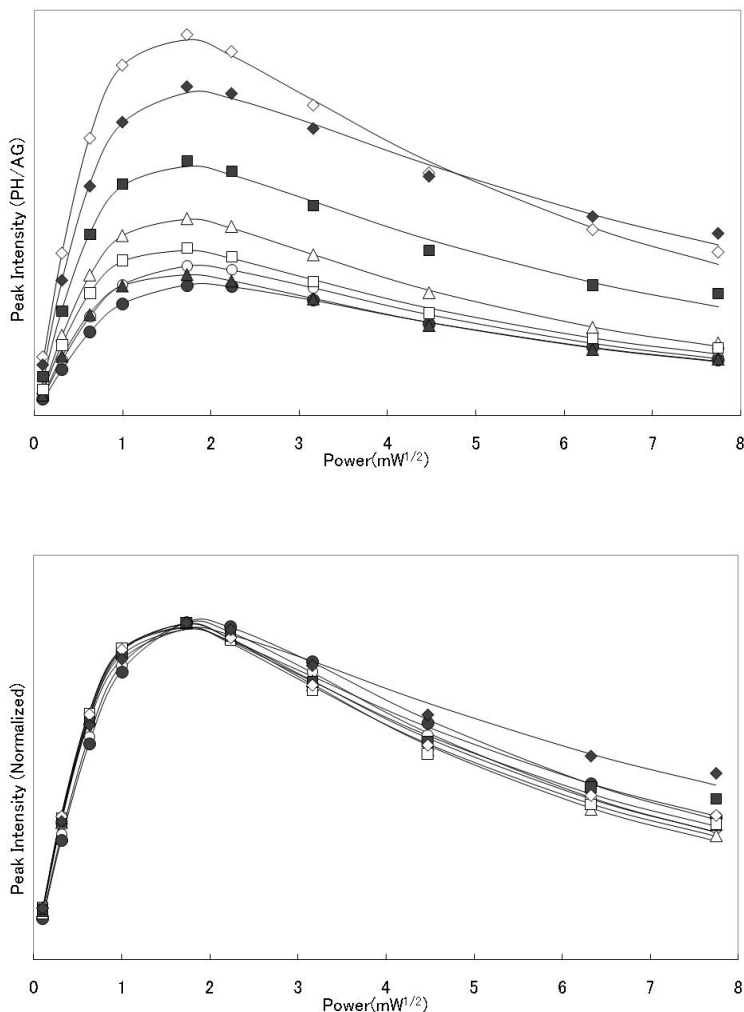 Peak Intensity (PH/AG)
0 1 2 3 4 5 6 7 8
Power(mW1/2)
Peak Intensity (Normalized)
0 1 2 3 4 5 6 7 8
Power(mW1/2)